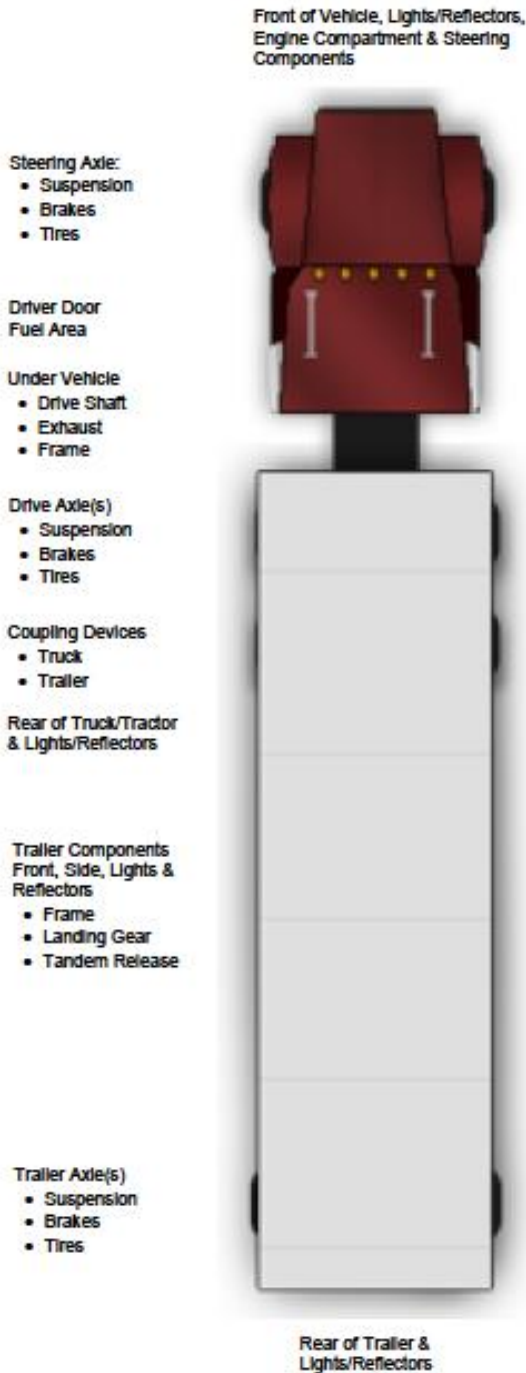 Front of Vehicle, Lights/Reflectors,
Engine Compartment & Steering
Components
Steering Axle:
• Suspension
• Brakes
• Tires
Driver Door
Fuel Area
Under Vehicle
• Drive Shaft
• Exhaust
• Frame
Drive Axle(s)
• Suspension
• Brakes
• Tires
Coupling Devices
• Truck
• Trailer
Rear of Truck/Tractor
& Lights/Reflectors
Trailer Components
Front, Side, Lights &
Reflectors
• Frame
• Landing Gear
• Tandem Release
Trailer Axle(s)
• Suspension
• Brakes
• Tires
Rear of Trailer &
Lights/Reflectors